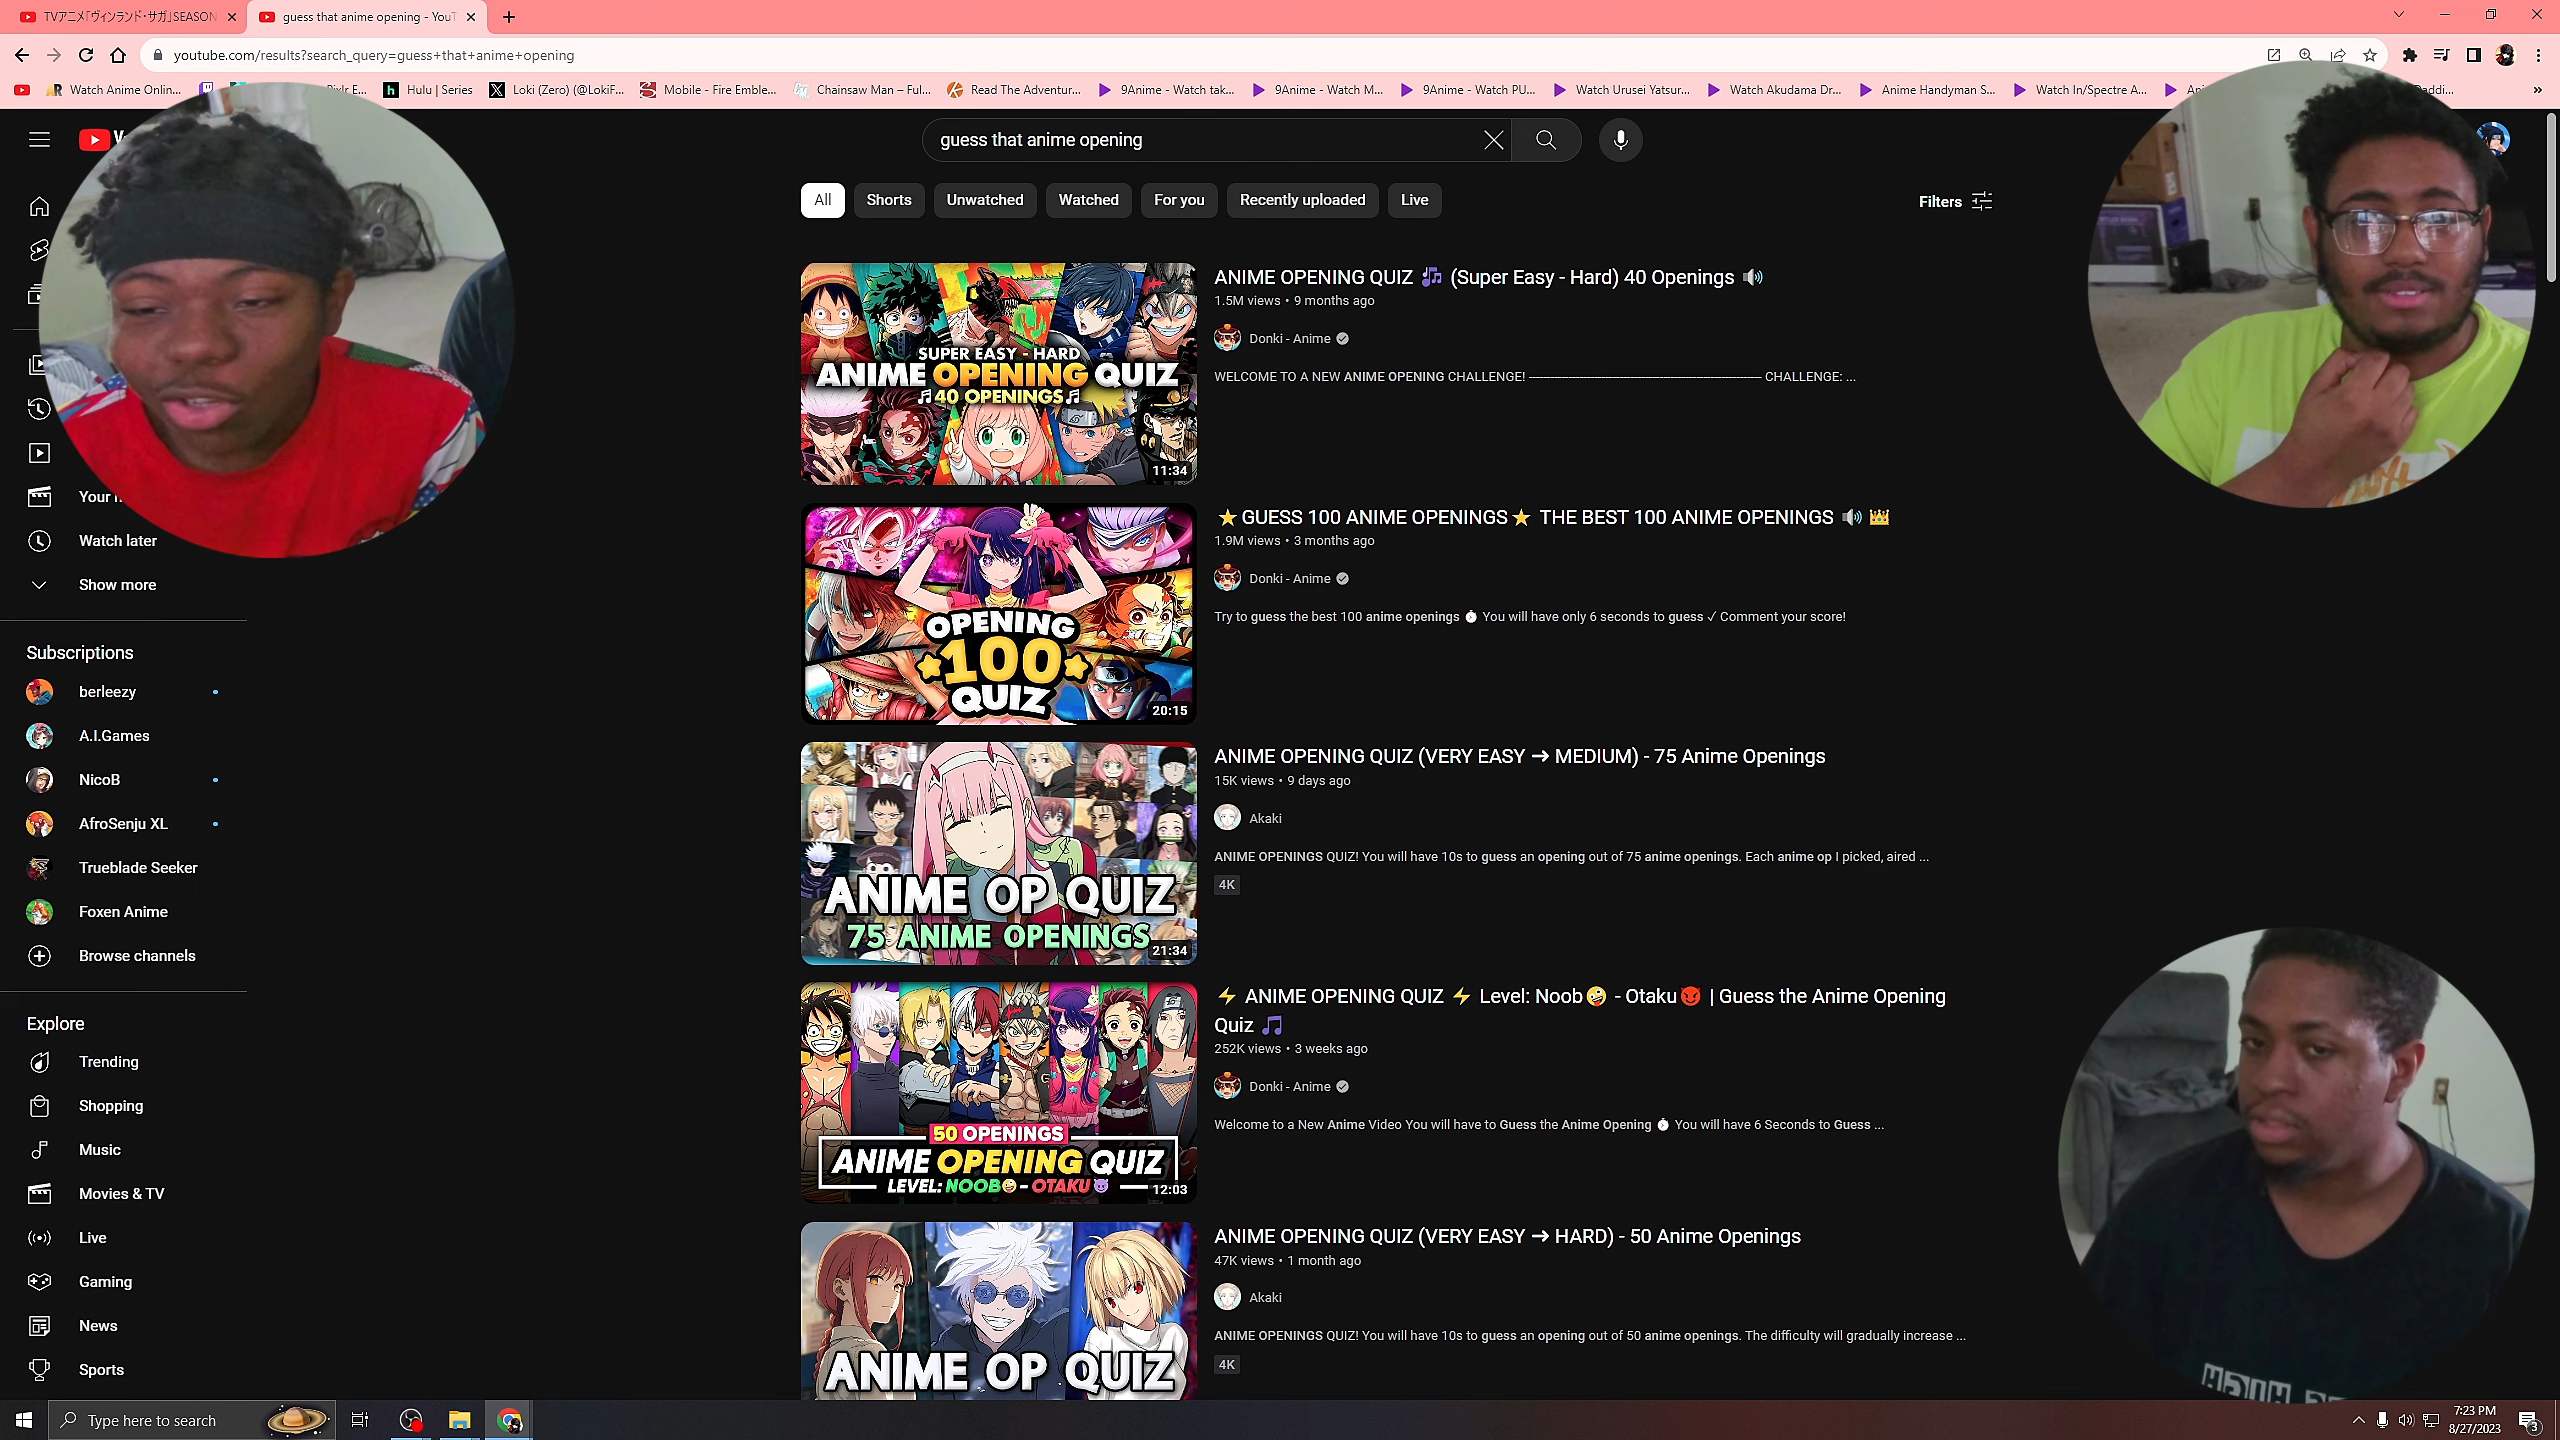 TVアニメ「ヴィンランド・サガ」SEASON
guess that anime opening - YouT
youtube.com/results?search_query=guess+that+anime+opening
Watch Anime Onlin...
Pixlr E...
Hulu | Series
Loki (Zero) (@LokiF...
Mobile - Fire Emble...
Chainsaw Man – Ful...
Read The Adventur...
9Anime - Watch tak...
9Anime - Watch M...
9Anime - Watch PU...
Watch Urusei Yatsur...
Watch Akudama Dr...
Anime Handyman S...
Watch In/Spectre A...
guess that anime opening
All
Shorts
Unwatched
Watched
For you
Recently uploaded
Live
Filters
SUPER EASY - HARD
ANIME OPENING QUIZ
40 OPENINGS
11:34
ANIME OPENING QUIZ 🎶 (Super Easy - Hard) 40 Openings 🔊
1.5M views • 9 months ago
Donki - Anime
WELCOME TO A NEW ANIME OPENING CHALLENGE! ---------- CHALLENGE: ...
OPENING
100
QUIZ
20:15
⭐GUESS 100 ANIME OPENINGS⭐ THE BEST 100 ANIME OPENINGS 🔊 👑
1.9M views • 3 months ago
Donki - Anime
Try to guess the best 100 anime openings ⏱ You will have only 6 seconds to guess ✓ Comment your score!
ANIME OP QUIZ
75 ANIME OPENINGS
21:34
ANIME OPENING QUIZ (VERY EASY ➜ MEDIUM) - 75 Anime Openings
15K views • 9 days ago
Akaki
ANIME OPENINGS QUIZ! You will have 10s to guess an opening out of 75 anime openings. Each anime op I picked, aired ...
4K
50 OPENINGS
ANIME OPENING QUIZ
LEVEL: NOOB🤪 - OTAKU😈
12:03
⚡ ANIME OPENING QUIZ ⚡ Level: Noob🤪 - Otaku😈 | Guess the Anime Opening
Quiz 🎵
252K views • 3 weeks ago
Donki - Anime
Welcome to a New Anime Video You will have to Guess the Anime Opening ⏱ You will have 6 Seconds to Guess ...
ANIME OP QUIZ
ANIME OPENING QUIZ (VERY EASY ➜ HARD) - 50 Anime Openings
47K views • 1 month ago
Akaki
ANIME OPENINGS QUIZ! You will have 10s to guess an opening out of 50 anime openings. The difficulty will gradually increase ...
4K
Your
Watch later
Show more
Subscriptions
berleezy
A.I.Games
NicoB
AfroSenju XL
Trueblade Seeker
Foxen Anime
Browse channels
Explore
Trending
Shopping
Music
Movies & TV
Live
Gaming
News
Sports
Type here to search
7:23 PM
8/27/2023
3